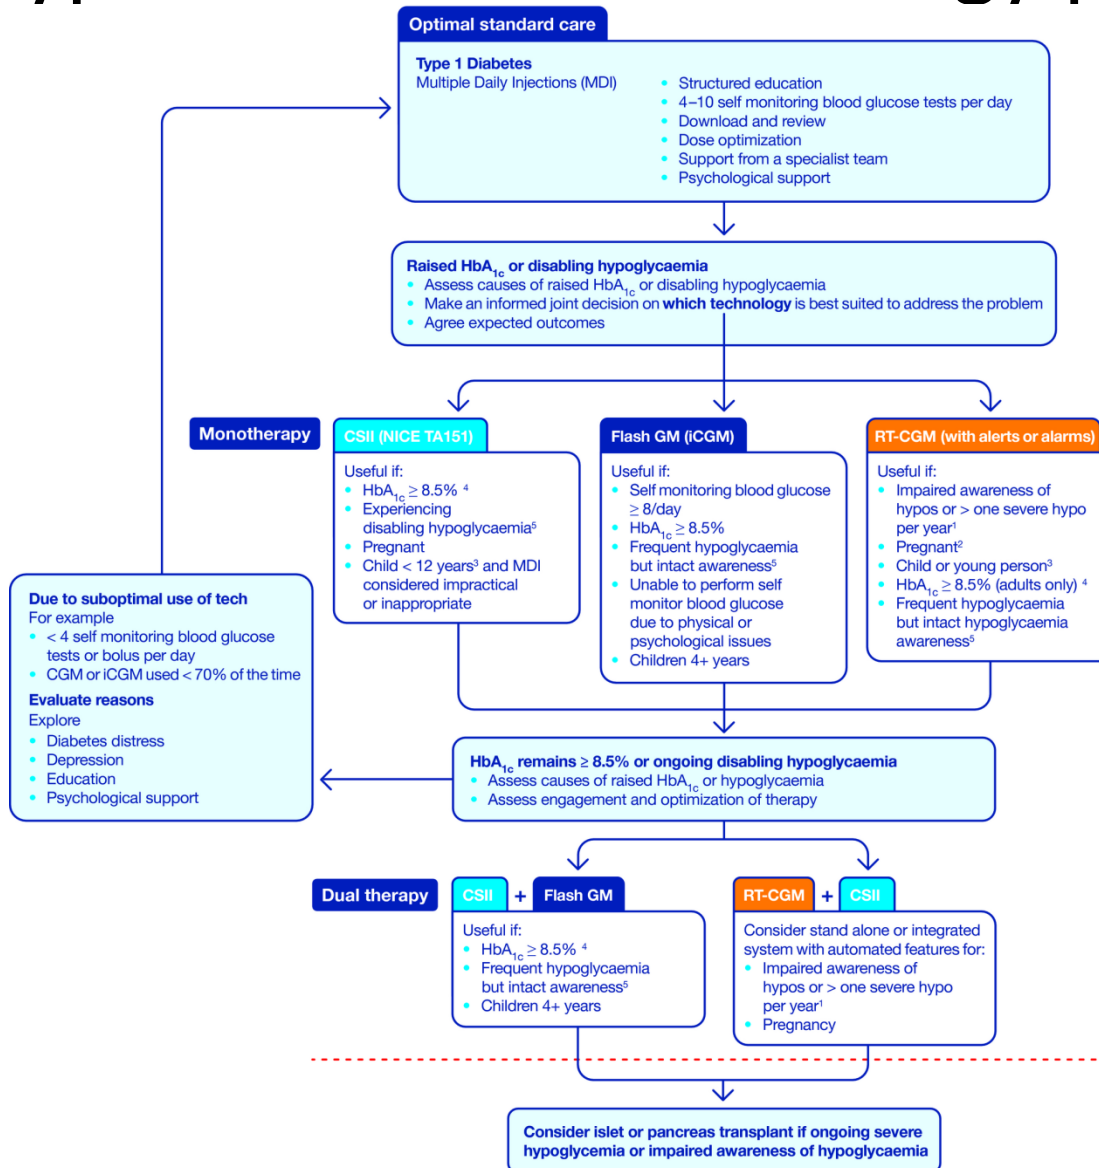 Optimal standard care
Type 1 Diabetes
Multiple Daily Injections (MDI)
• Structured education
• 4–10 self monitoring blood glucose tests per day
• Download and review
• Dose optimization
• Support from a specialist team
• Psychological support
Raised HbA1c or disabling hypoglycaemia
• Assess causes of raised HbA1c or disabling hypoglycaemia
• Make an informed joint decision on which technology is best suited to address the problem
• Agree expected outcomes
Monotherapy
CSII (NICE TA151)
Useful if:
• HbA1c ≥ 8.5% 4
• Experiencing
disabling hypoglycaemia5
• Pregnant
• Child < 12 years3 and MDI
considered impractical
or inappropriate
Flash GM (iCGM)
Useful if:
• Self monitoring blood glucose
≥ 8/day
• HbA1c ≥ 8.5%
• Frequent hypoglycaemia
but intact awareness5
• Unable to perform self
monitor blood glucose
due to physical or
psychological issues
• Children 4+ years
RT-CGM (with alerts or alarms)
Useful if:
• Impaired awareness of
hypos or > one severe hypo
per year1
• Pregnant2
• Child or young person3
• HbA1c ≥ 8.5% (adults only) 4
• Frequent hypoglycaemia
but intact hypoglycaemia
awareness5
Due to suboptimal use of tech
For example
• < 4 self monitoring blood glucose
tests or bolus per day
• CGM or iCGM used < 70% of the time
Evaluate reasons
Explore
• Diabetes distress
• Depression
• Education
• Psychological support
HbA1c remains ≥ 8.5% or ongoing disabling hypoglycaemia
• Assess causes of raised HbA1c or hypoglycaemia
• Assess engagement and optimization of therapy
Dual therapy
CSII + Flash GM
Useful if:
• HbA1c ≥ 8.5% 4
• Frequent hypoglycaemia
but intact awareness5
• Children 4+ years
RT-CGM + CSII
Consider stand alone or integrated
system with automated features for:
• Impaired awareness of
hypos or > one severe hypo
per year1
• Pregnancy
Consider islet or pancreas transplant if ongoing severe
hypoglycemia or impaired awareness of hypoglycaemia